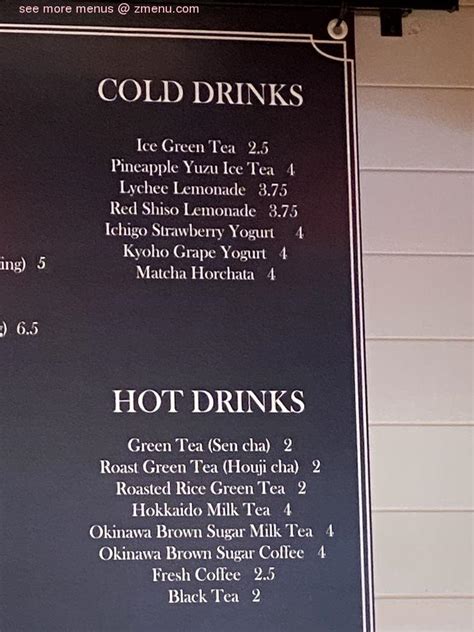 see more menus @ zmenu.com
COLD DRINKS
Ice Green Tea 2.5
Pineapple Yuzu Ice Tea 4
Lychee Lemonade 3.75
Red Shiso Lemonade 3.75
Ichigo Strawberry Yogurt 4
Kyoho Grape Yogurt 4
Matcha Horchata 4
ing) 5
) 6.5
HOT DRINKS
Green Tea (Sen cha) 2
Roast Green Tea (Houji cha) 2
Roasted Rice Green Tea 2
Hokkaido Milk Tea 4
Okinawa Brown Sugar Milk Tea 4
Okinawa Brown Sugar Coffee 4
Fresh Coffee 2.5
Black Tea 2